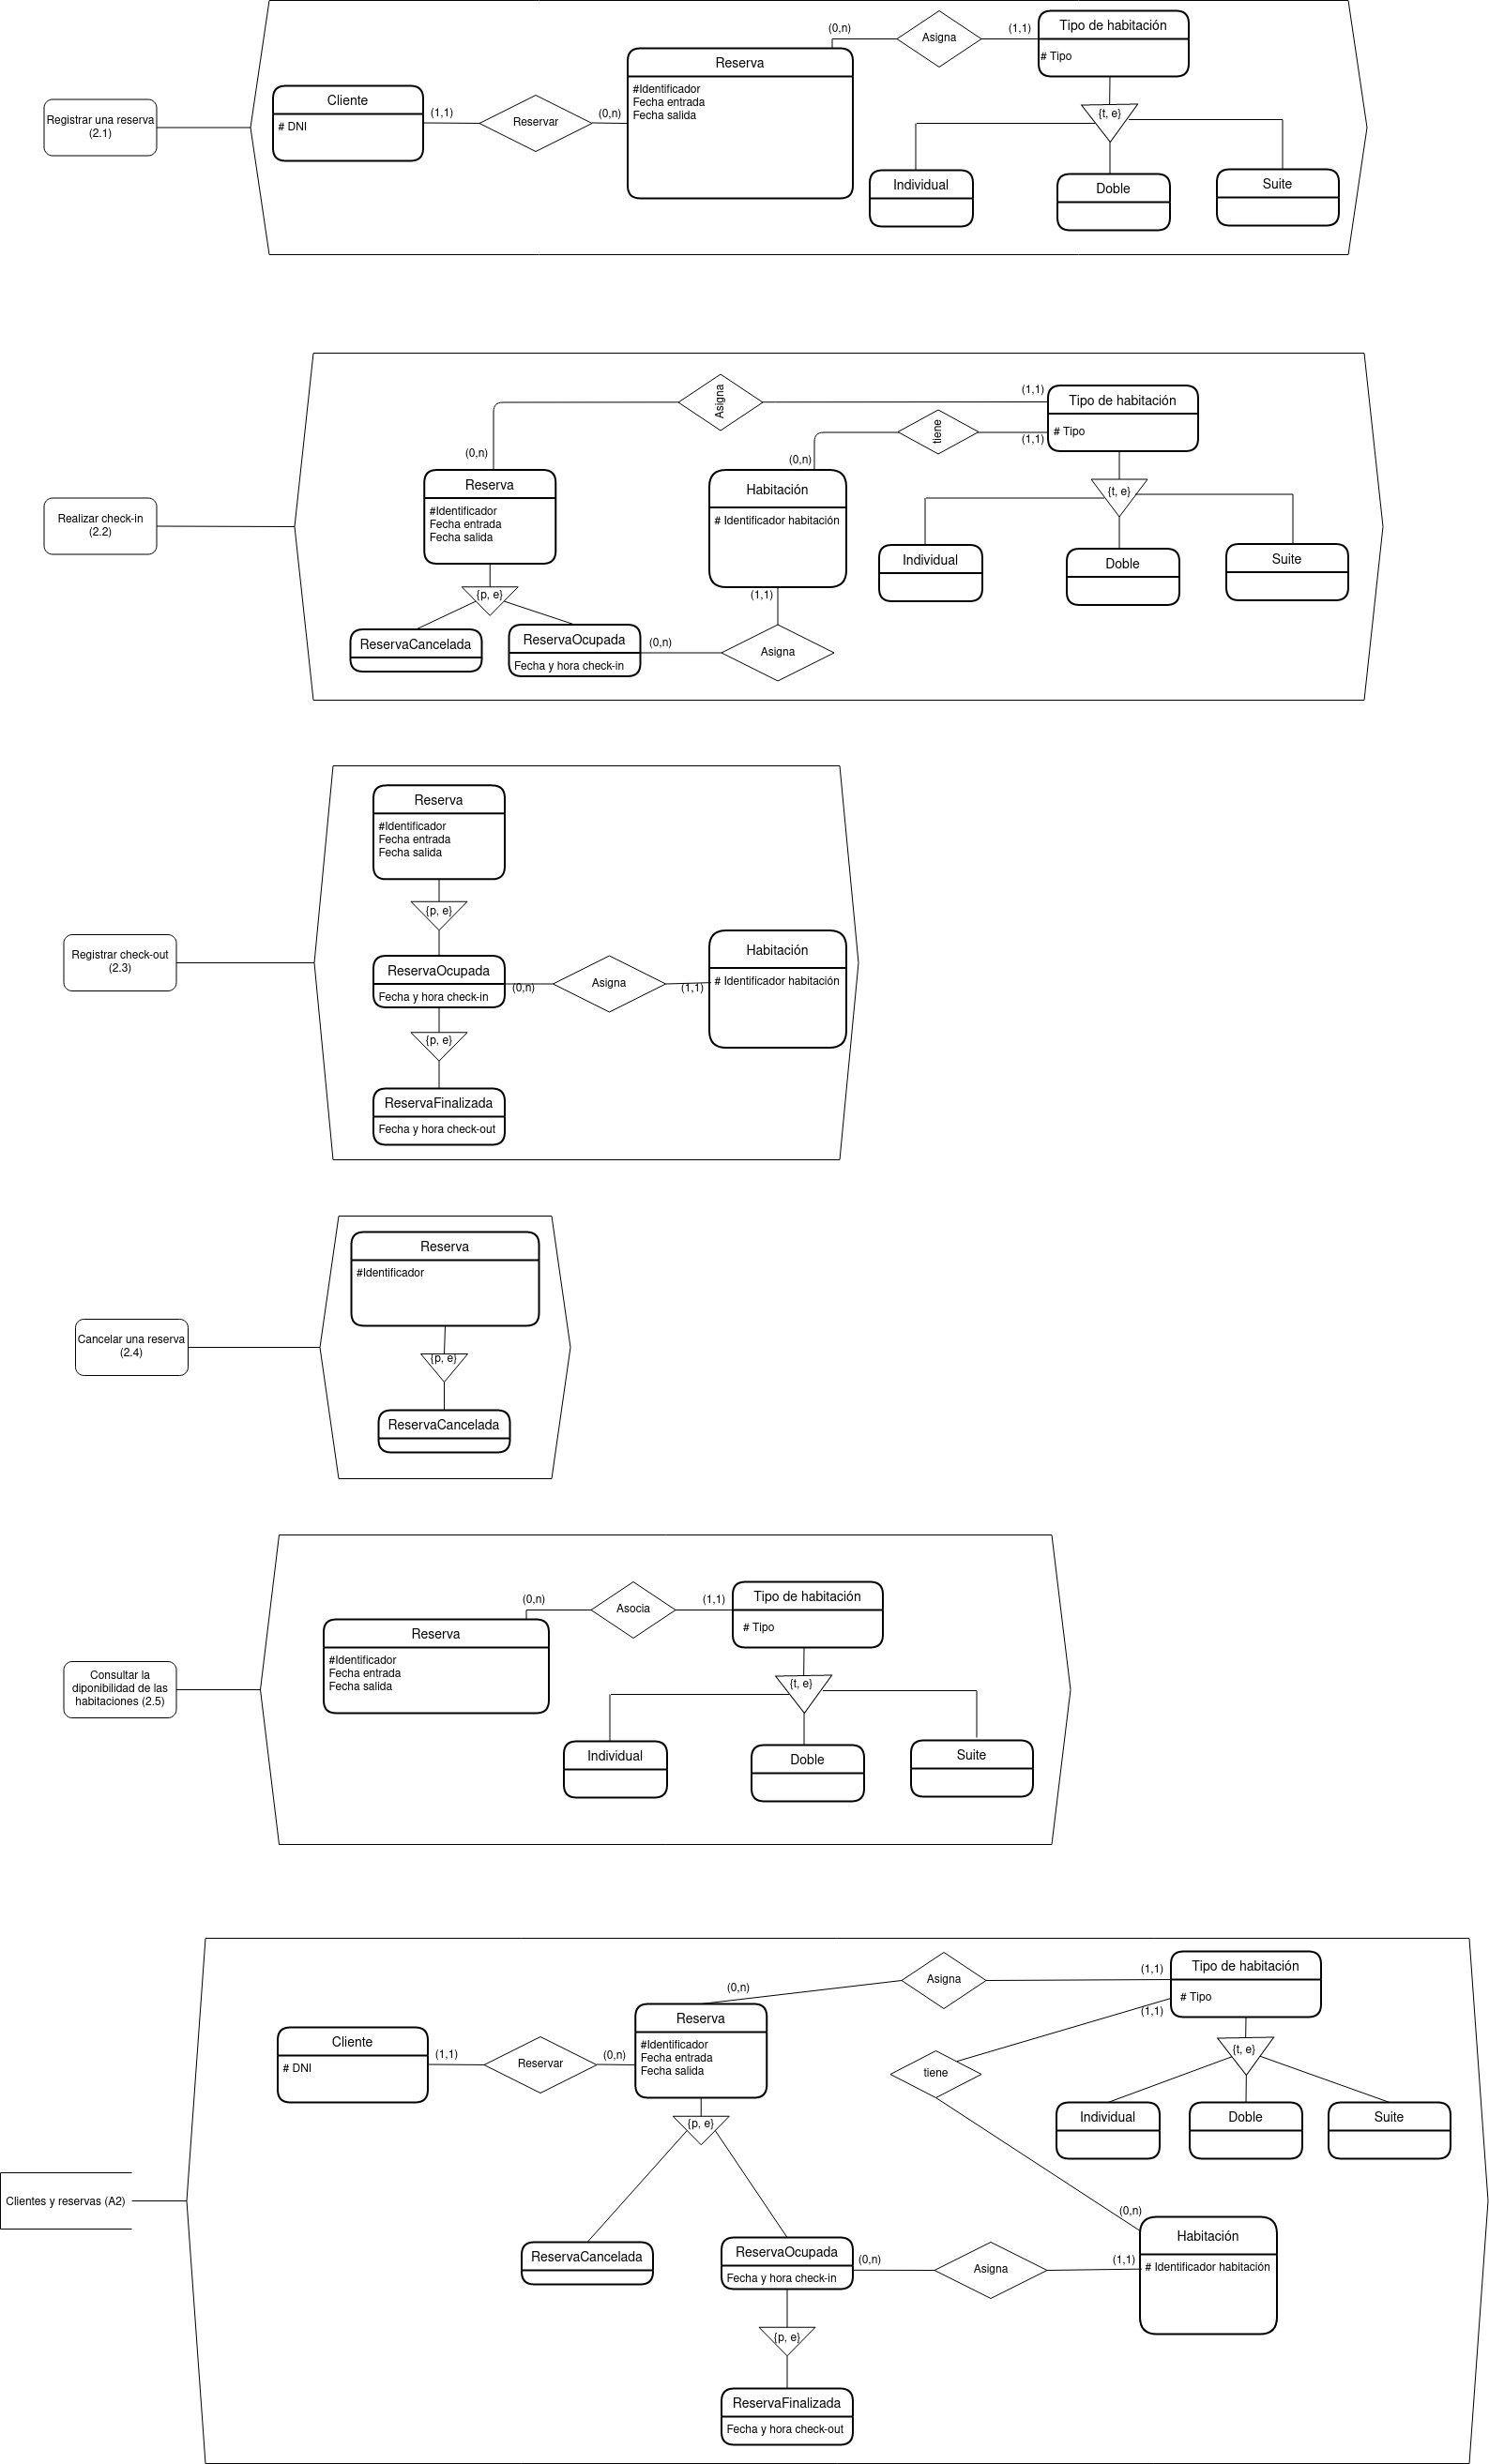 (0,n)
Asigna
(1,1)
Tipo de habitación
# Tipo
Reserva
#Identificador
Fecha entrada
Fecha salida
Cliente
# DNI
(1,1)
Reservar
(0,n)
{t, e}
Registrar una reserva
(2.1)
Individual
Doble
Suite
Asigna
(1,1)
Tipo de habitación
# Tipo
tiene
(1,1)
(0,n)
(0,n)
Reserva
#Identificador
Fecha entrada
Fecha salida
Habitación
# Identificador habitación
{t, e}
Realizar check-in
(2.2)
Individual
Doble
Suite
{p, e}
(1,1)
ReservaCancelada
ReservaOcupada
Fecha y hora check-in
(0,n)
Asigna
Reserva
#Identificador
Fecha entrada
Fecha salida
{p, e}
Registrar check-out
(2.3)
ReservaOcupada
Fecha y hora check-in
(0,n)
Asigna
(1,1)
Habitación
# Identificador habitación
{p, e}
ReservaFinalizada
Fecha y hora check-out
Reserva
#Identificador
Cancelar una reserva
(2.4)
{p, e}
ReservaCancelada
(0,n)
Asocia
(1,1)
Tipo de habitación
# Tipo
Reserva
#Identificador
Fecha entrada
Fecha salida
Consultar la
diponibilidad de las
habitaciones (2.5)
{t, e}
Individual
Doble
Suite
(0,n)
Asigna
(1,1)
Tipo de habitación
# Tipo
(1,1)
Cliente
# DNI
(1,1)
Reservar
(0,n)
Reserva
#Identificador
Fecha entrada
Fecha salida
tiene
{t, e}
{p, e}
Individual
Doble
Suite
Clientes y reservas (A2)
(0,n)
Habitación
# Identificador habitación
ReservaCancelada
ReservaOcupada
Fecha y hora check-in
(0,n)
Asigna
(1,1)
{p, e}
ReservaFinalizada
Fecha y hora check-out